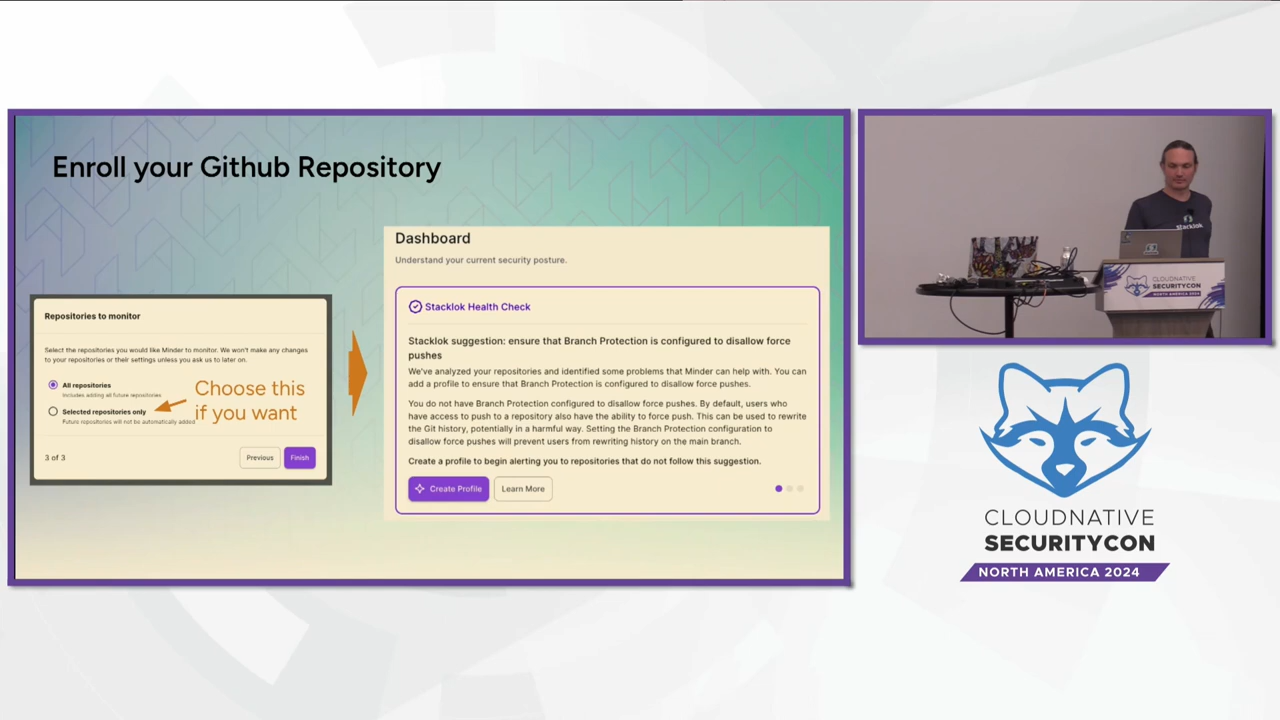 Enroll your Github Repository
Repositories to monitor
Select the repositories you would like Minder to monitor. We won't make any changes
to your repositories or their settings unless you ask us to later on.
All repositories
Includes adding all future repositories
Selected repositories only
Future repositories will not be automatically added
Choose this
if you want
3 of 3
Previous
Finish
Dashboard
Understand your current security posture.
Stacklok Health Check
Stacklok suggestion: ensure that Branch Protection is configured to disallow force
pushes
We've analyzed your repositories and identified some problems that Minder can help with. You can
add a profile to ensure that Branch Protection is configured to disallow force pushes.
You do not have Branch Protection configured to disallow force pushes. By default, users who
have access to push to a repository also have the ability to force push. This can be used to rewrite
the Git history, potentially in a harmful way. Setting the Branch Protection configuration to
disallow force pushes will prevent users from rewriting history on the main branch.
Create a profile to begin alerting you to repositories that do not follow this suggestion.
Create Profile
Learn More
stacklok
CLOUDNATIVE
SECURITYCON
NORTH AMERICA 2024
CLOUDNATIVE
SECURITYCON
NORTH AMERICA 2024